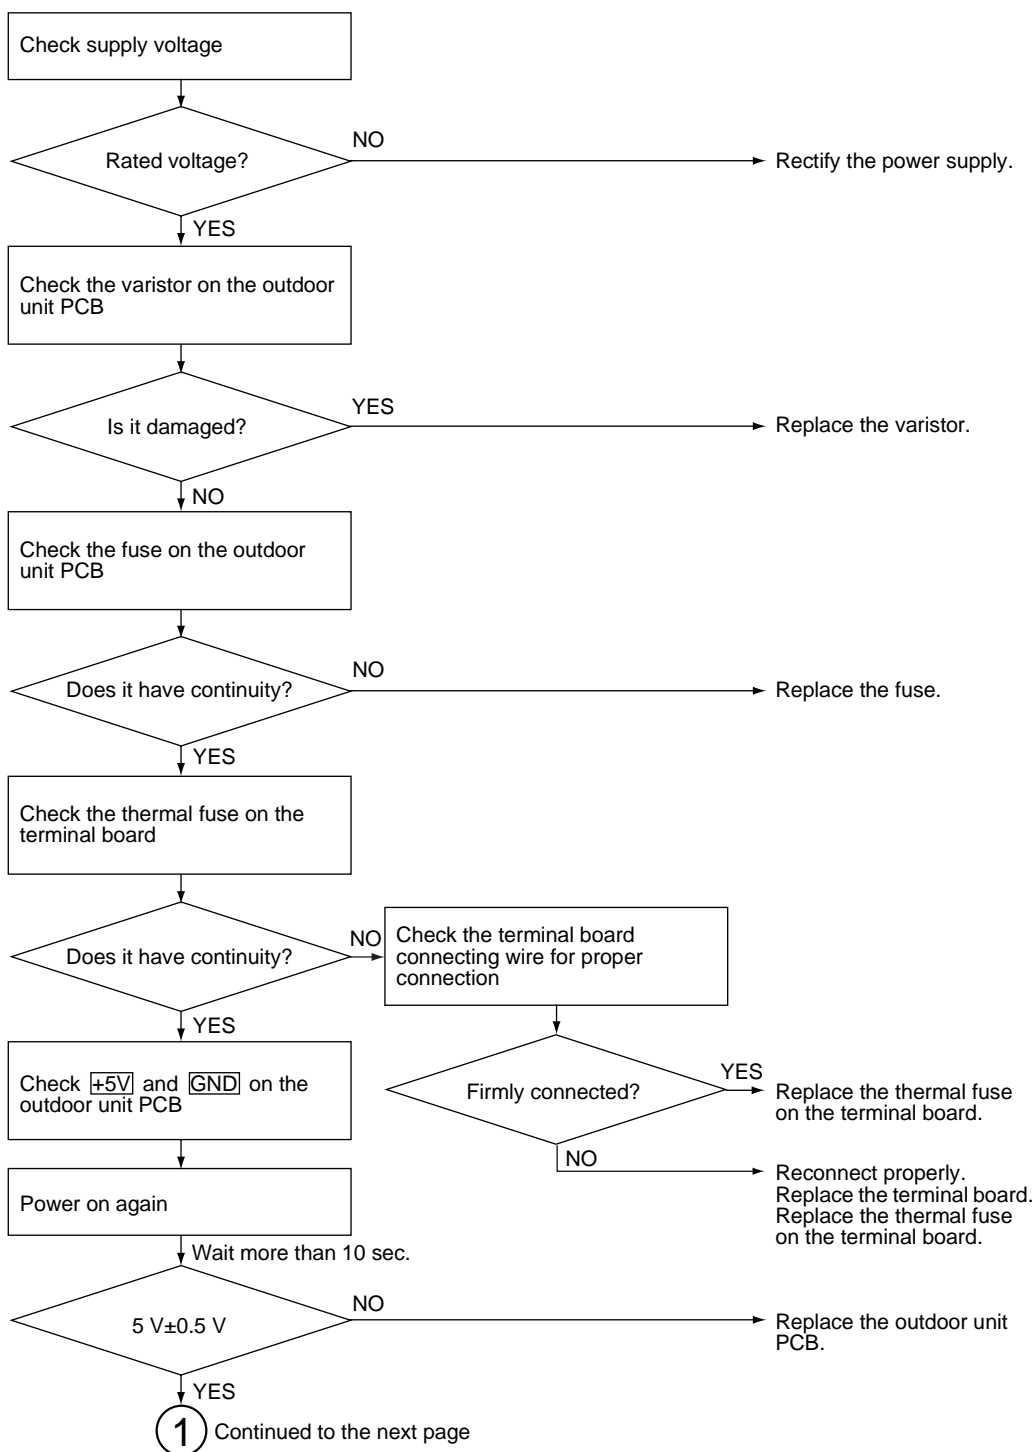 Check supply voltage
Rated voltage?
NO
Rectify the power supply.
YES
Check the varistor on the outdoor
unit PCB
Is it damaged?
YES
Replace the varistor.
NO
Check the fuse on the outdoor
unit PCB
Does it have continuity?
NO
Replace the fuse.
YES
Check the thermal fuse on the
terminal board
Does it have continuity?
NO
Check the terminal board
connecting wire for proper
connection
YES
Firmly connected?
YES
Replace the thermal fuse
on the terminal board.
NO
Reconnect properly.
Replace the terminal board.
Replace the thermal fuse
on the terminal board.
Check +5V and GND on the
outdoor unit PCB
Power on again
Wait more than 10 sec.
5 V±0.5 V
NO
Replace the outdoor unit
PCB.
YES
1 Continued to the next page